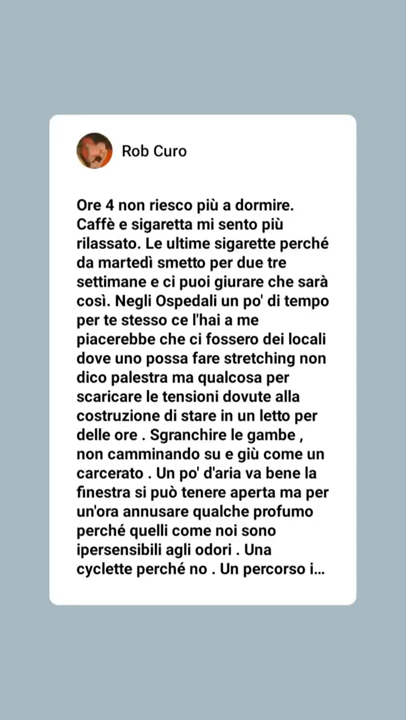 Rob Curo
Ore 4 non riesco più a dormire.
Caffè e sigaretta mi sento più
rilassato. Le ultime sigarette perché
da martedì smetto per due tre
settimane e ci puoi giurare che sarà
così. Negli Ospedali un po' di tempo
per te stesso ce l'hai a me
piacerebbe che ci fossero dei locali
dove uno possa fare stretching non
dico palestra ma qualcosa per
scaricare le tensioni dovute alla
costruzione di stare in un letto per
delle ore . Sgranchire le gambe ,
non camminando su e giù come un
carcerato . Un po' d'aria va bene la
finestra si può tenere aperta ma per
un'ora annusare qualche profumo
perché quelli come noi sono
ipersensibili agli odori . Una
cyclette perché no . Un percorso i...